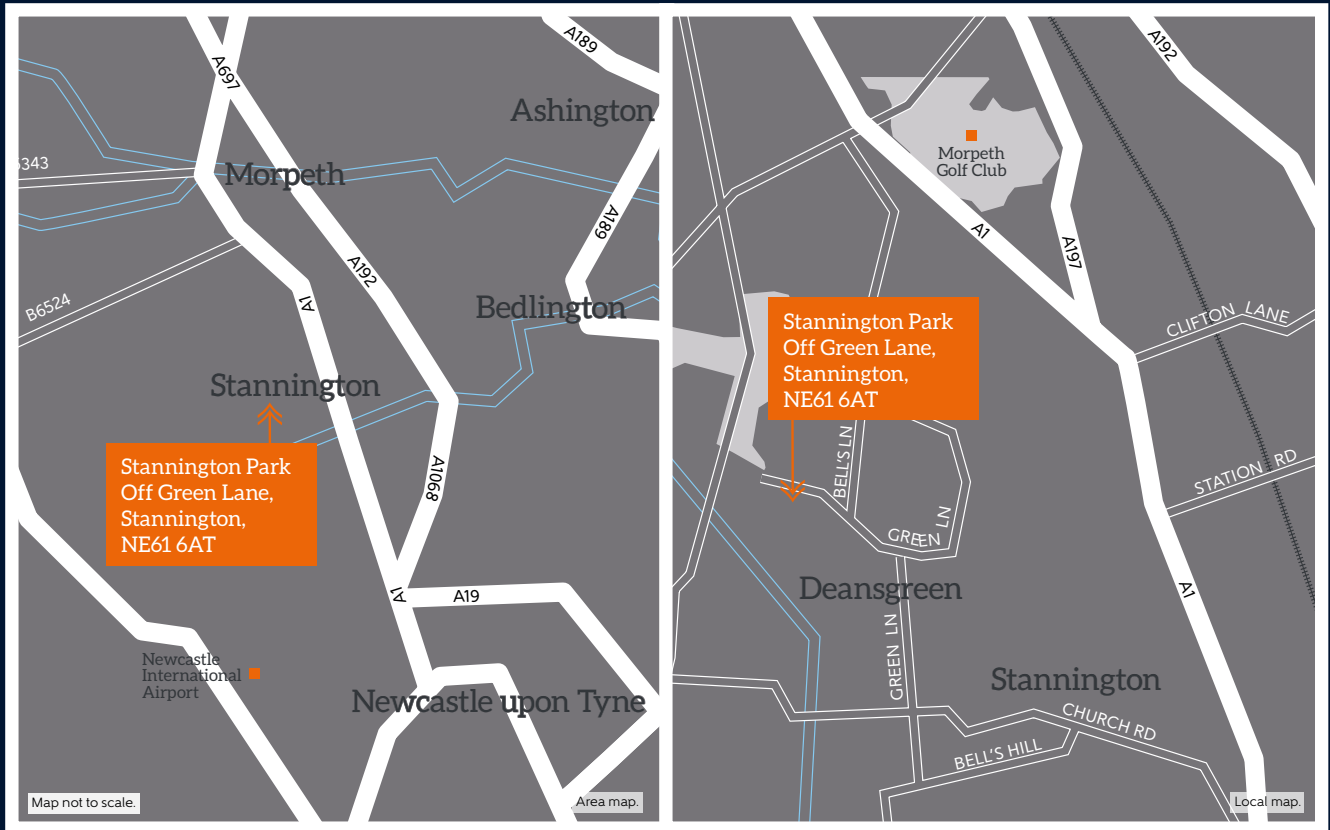 A697
A189
Ashington
5343
Morpeth
A189
A192
B6524
A1
Bedlington
Stannington
Stannington Park
Off Green Lane,
Stannington,
NE61 6AT
A1068
A1
A19
Newcastle
International
Airport
Newcastle upon Tyne
Map not to scale.
Area map.
A192
Morpeth
Golf Club
A1
A197
CLIFTON LANE
Stannington Park
Off Green Lane,
Stannington,
NE61 6AT
BELL'S LN
STATION RD
GREEN LN
Deansgreen
A1
GREEN LN
Stannington
CHURCH RD
BELL'S HILL
Local map.